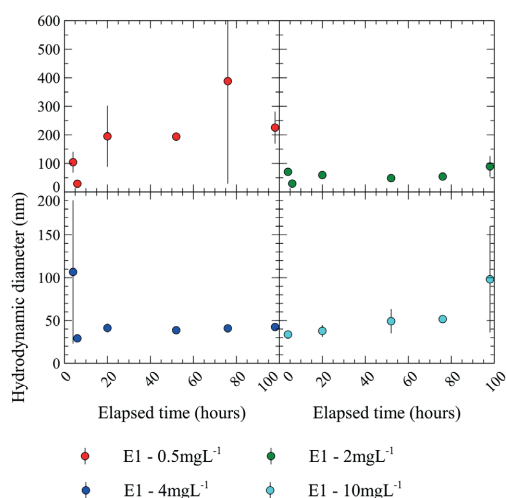 600
500
400
300
200
100
0
200
150
100
50
0
Hydrodynamic diameter (nm)
0 20 40 60 80 100 0 20 40 60 80 100
Elapsed time (hours) Elapsed time (hours)
E1 - 0.5mgL⁻¹ E1 - 2mgL⁻¹
E1 - 4mgL⁻¹ E1 - 10mgL⁻¹